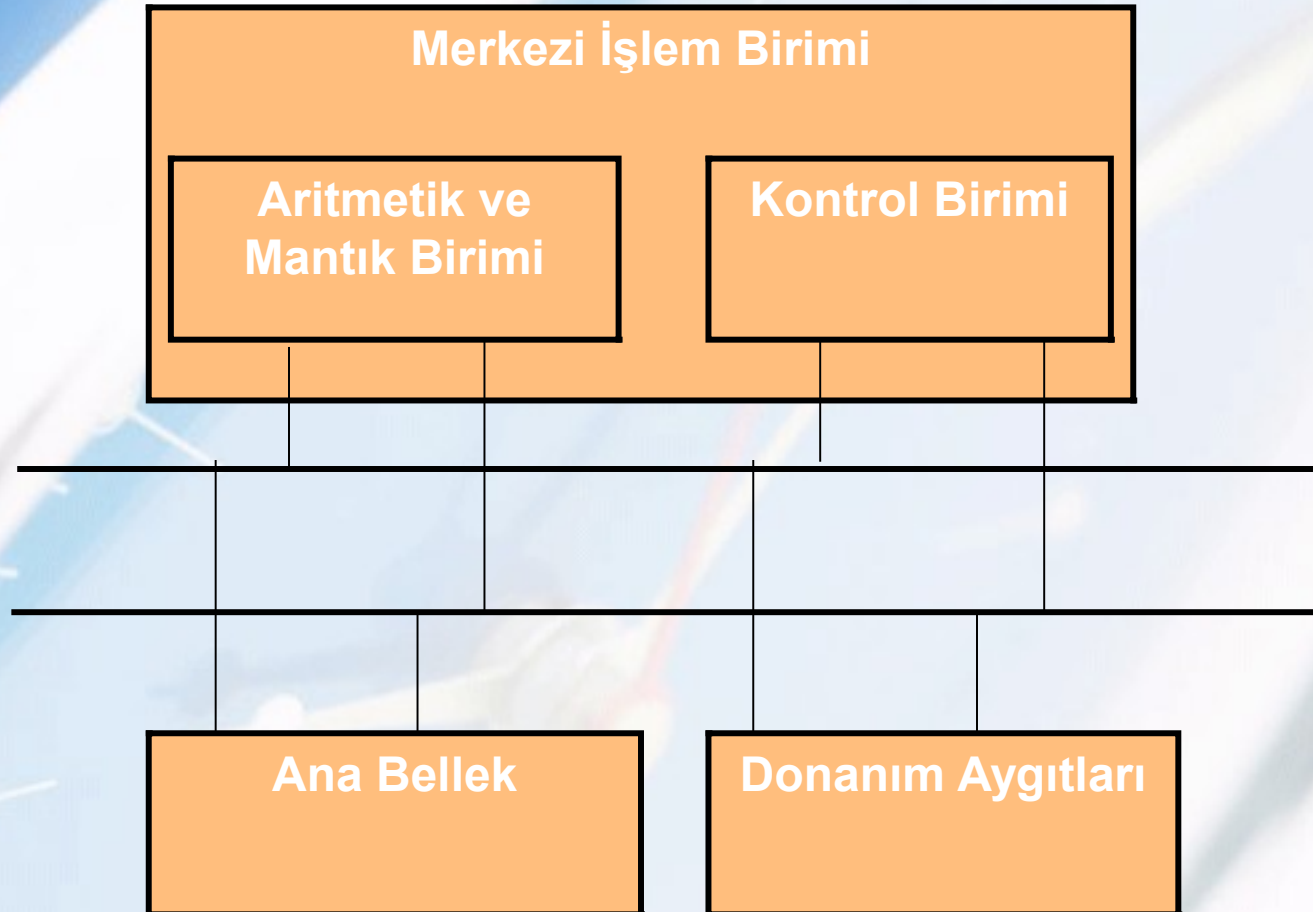 Merkezi İşlem Birimi
Aritmetik ve
Mantık Birimi
Kontrol Birimi
Ana Bellek
Donanım Aygıtları